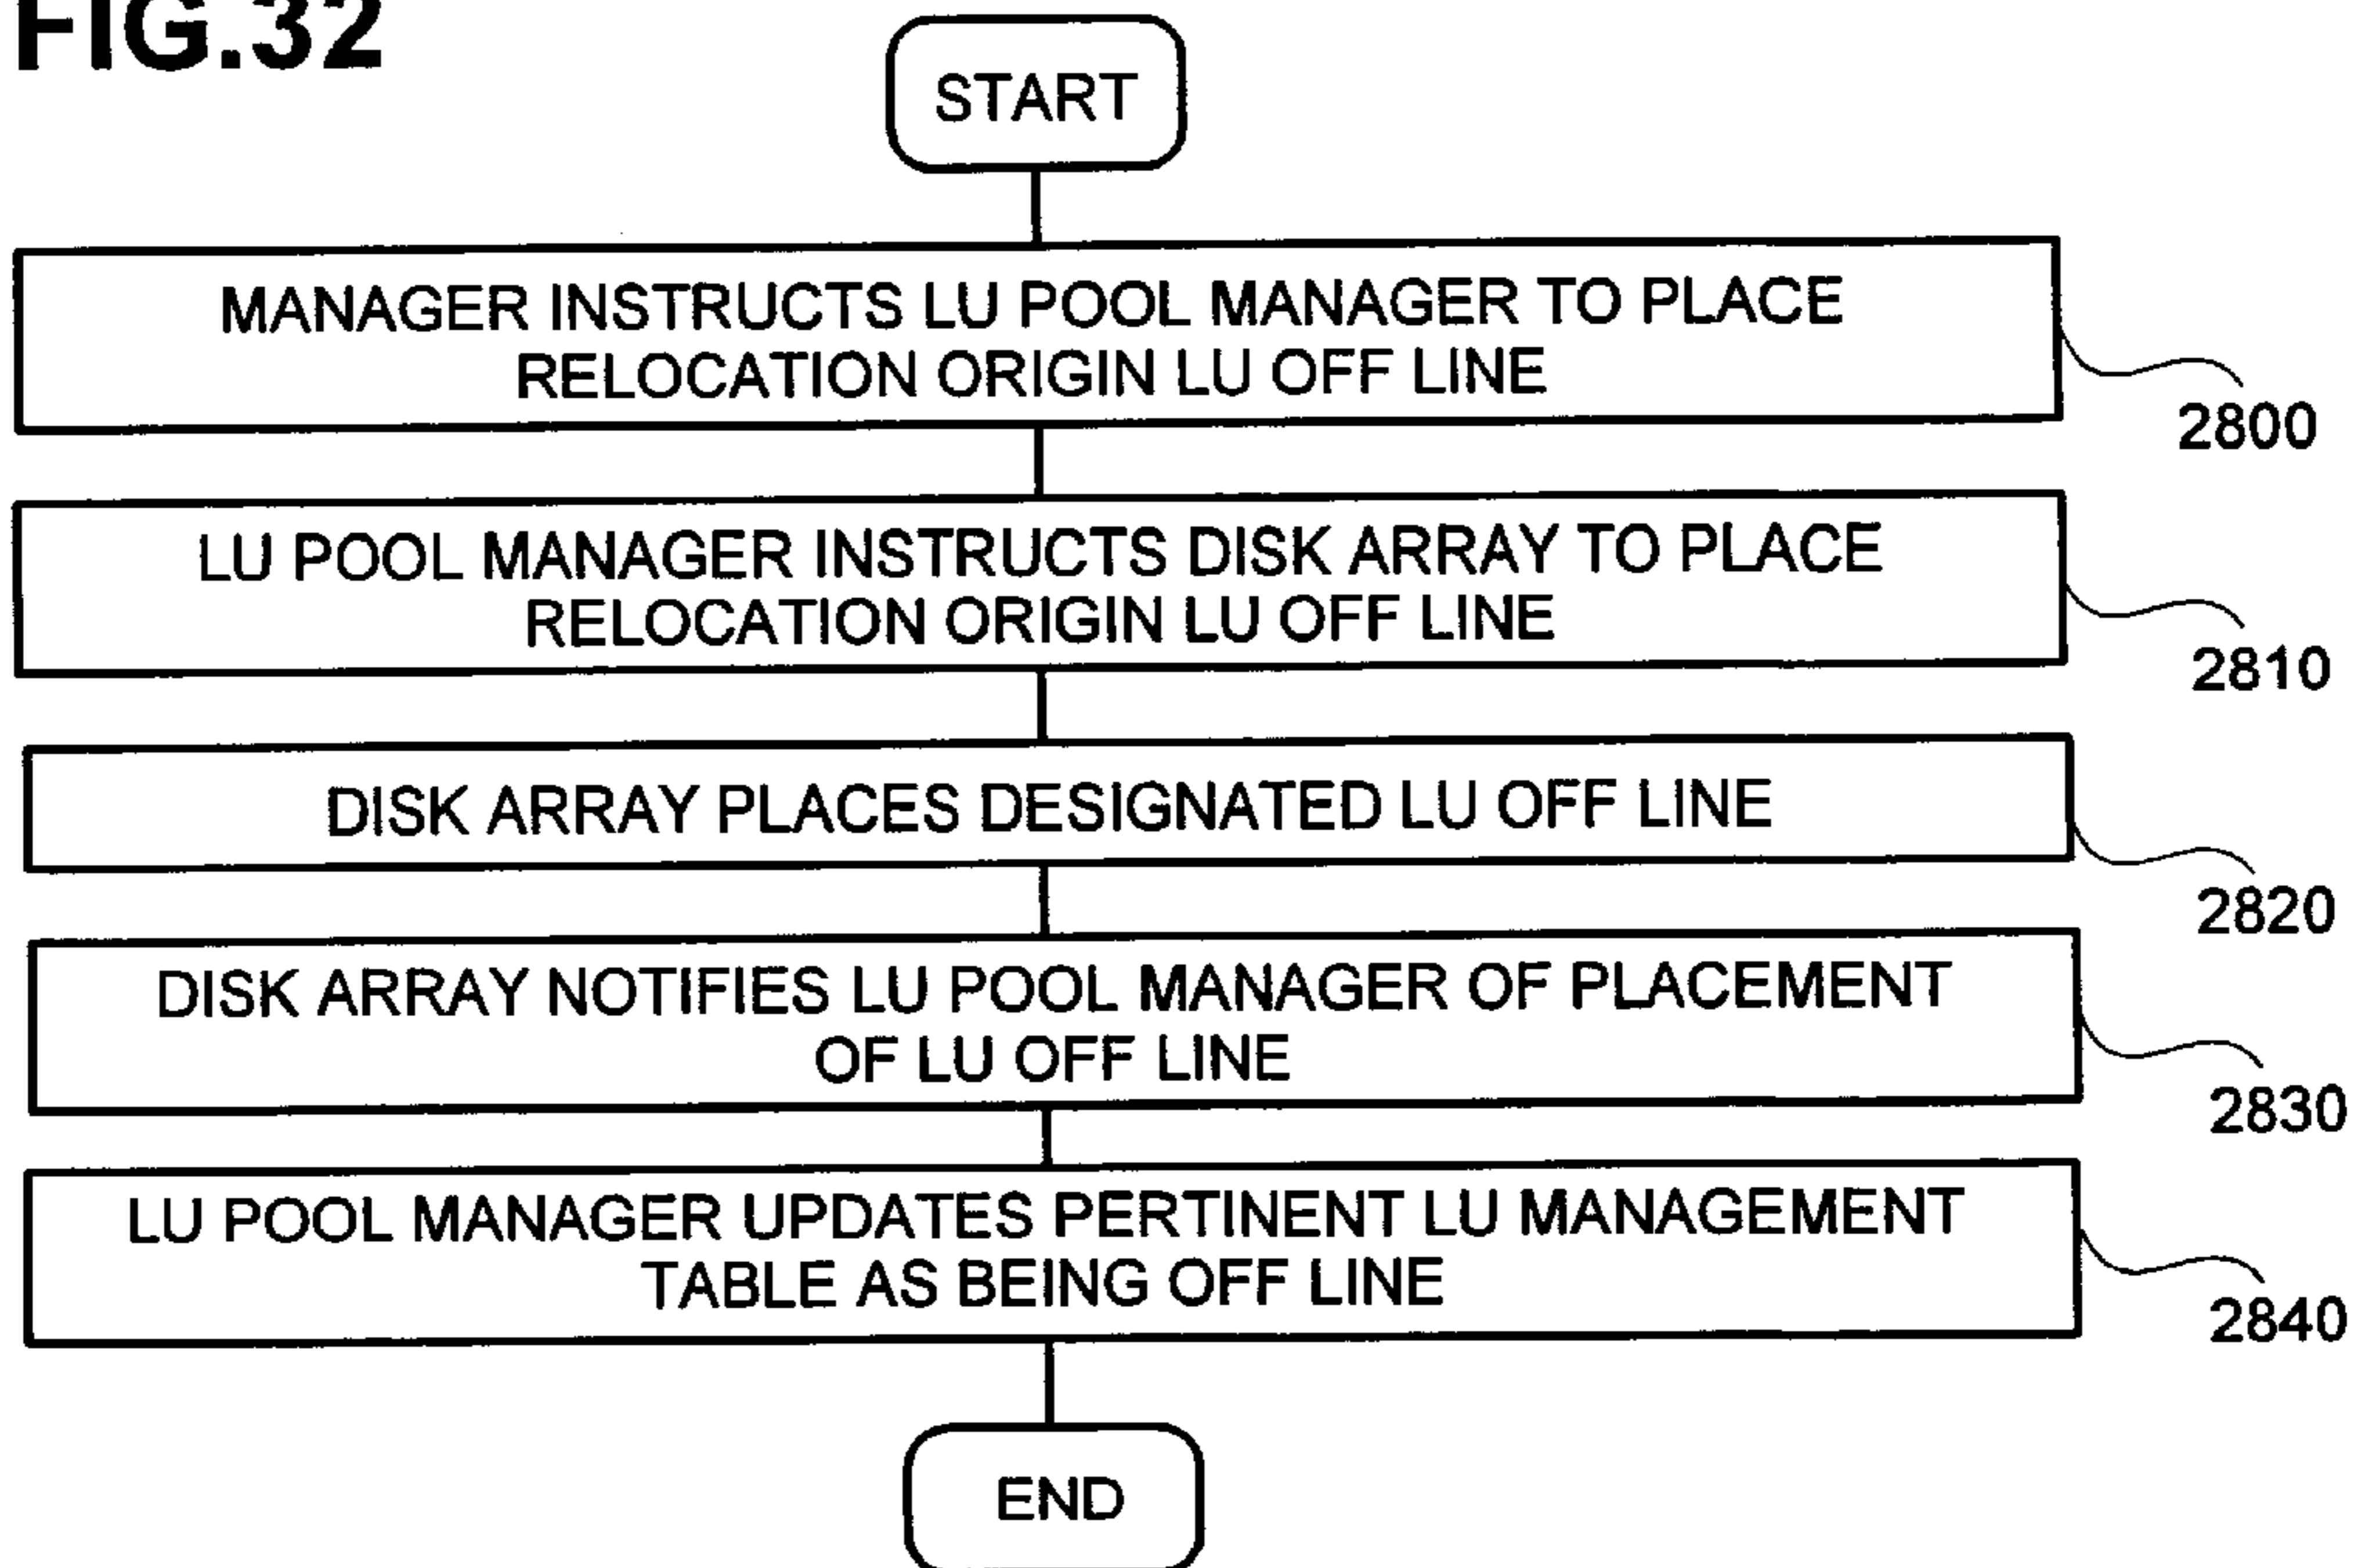 FIG.32
START
MANAGER INSTRUCTS LU POOL MANAGER TO PLACE
RELOCATION ORIGIN LU OFF LINE
2800
LU POOL MANAGER INSTRUCTS DISK ARRAY TO PLACE
RELOCATION ORIGIN LU OFF LINE
2810
DISK ARRAY PLACES DESIGNATED LU OFF LINE
2820
DISK ARRAY NOTIFIES LU POOL MANAGER OF PLACEMENT
OF LU OFF LINE
2830
LU POOL MANAGER UPDATES PERTINENT LU MANAGEMENT
TABLE AS BEING OFF LINE
2840
END